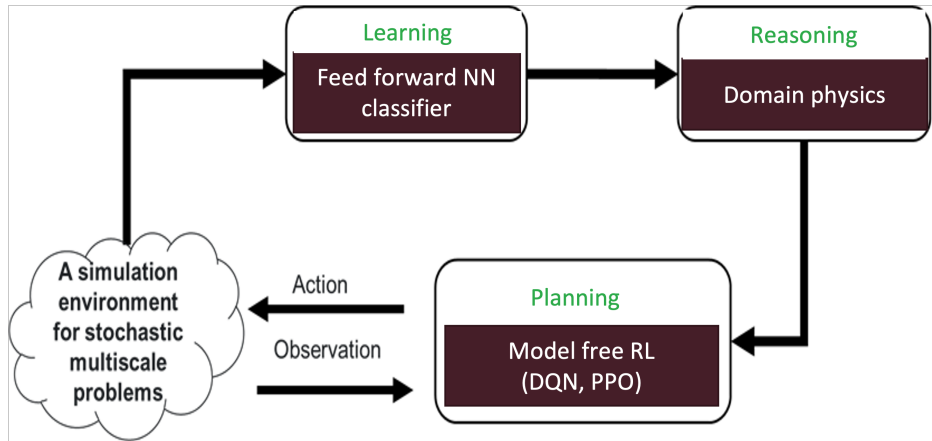 Learning
Feed forward NN
classifier
Reasoning
Domain physics
A simulation
environment
for stochastic
multiscale
problems
Action
Observation
Planning
Model free RL
(DQN, PPO)